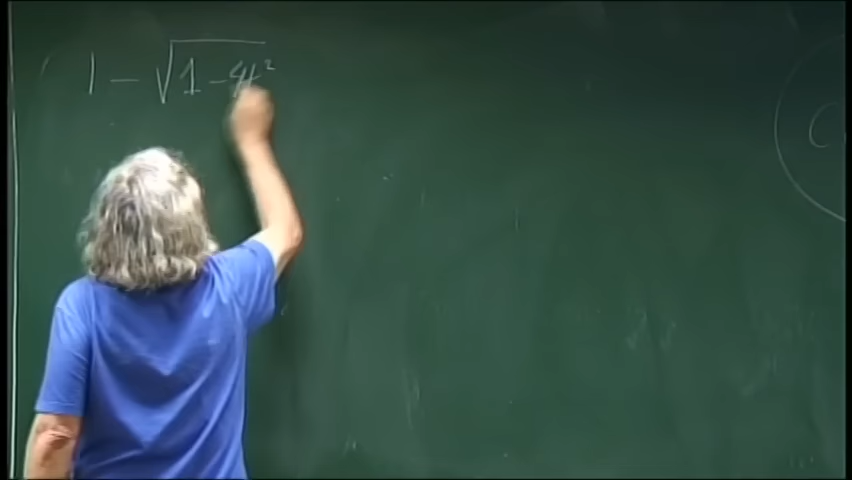 1 - √(1 - 4t²
C